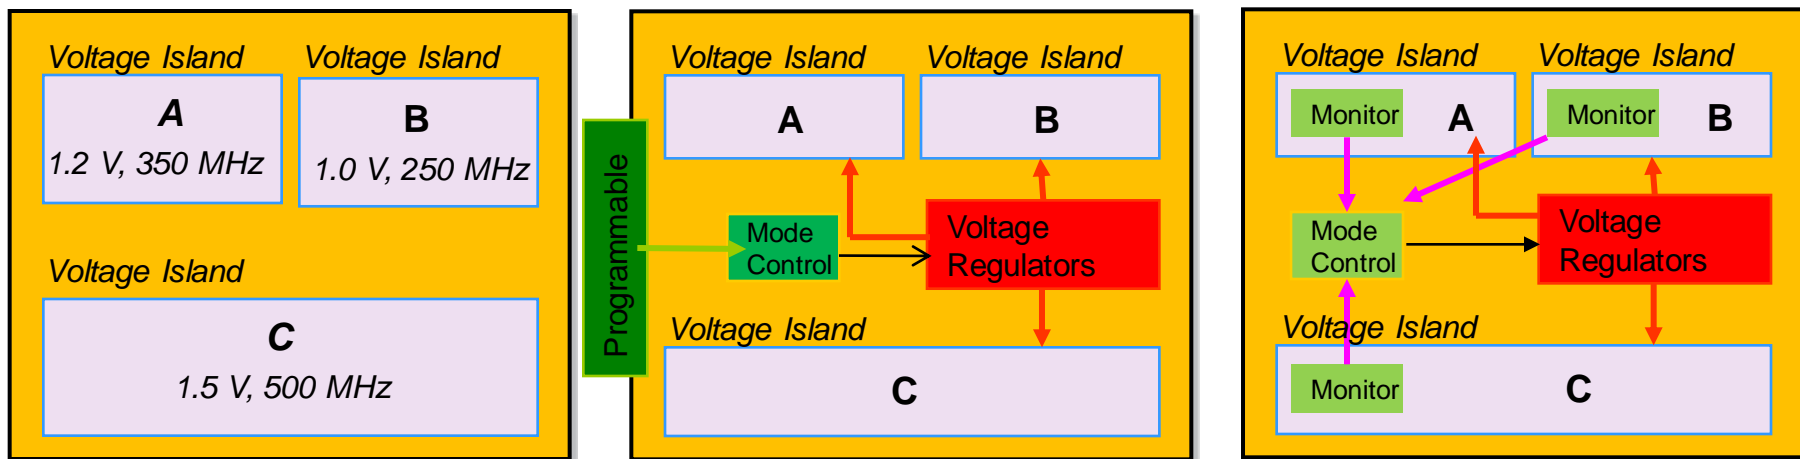 Voltage Island
Voltage Island
A
1.2 V, 350 MHz
B
1.0 V, 250 MHz
Voltage Island
C
1.5 V, 500 MHz
Programmable
Voltage Island
Voltage Island
A
B
Mode
Control
Voltage
Regulators
Voltage Island
C
Voltage Island
Voltage Island
Monitor
A
Monitor
B
Mode
Control
Voltage
Regulators
Voltage Island
Monitor
C